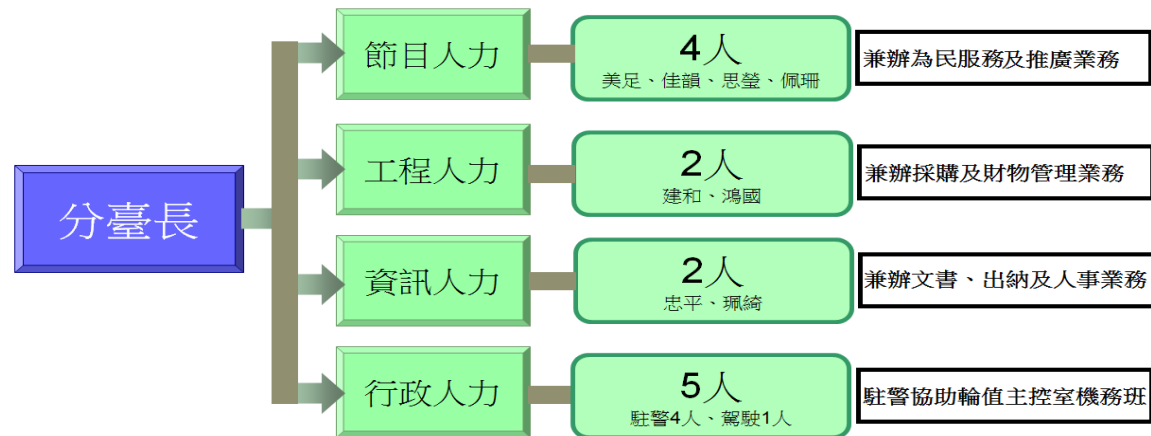 分臺長
節目人力
4人
美足、佳韻、思瑩、佩珊
兼辦為民服務及推廣業務
工程人力
2人
建和、鴻國
兼辦採購及財物管理業務
資訊人力
2人
忠平、珮綺
兼辦文書、出納及人事業務
行政人力
5人
駐警4人、駕駛1人
駐警協助輪值主控室機務班